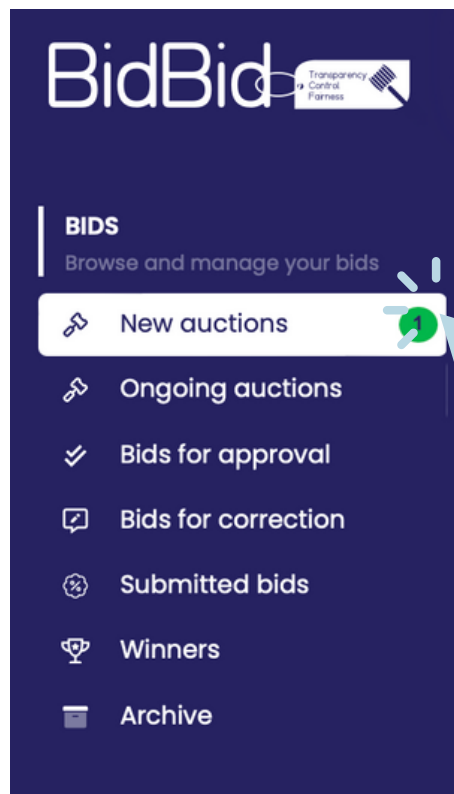 BidBid
Transparency
Control
Fairness
BIDS
Browse and manage your bids
New auctions 1
Ongoing auctions
Bids for approval
Bids for correction
Submitted bids
Winners
Archive